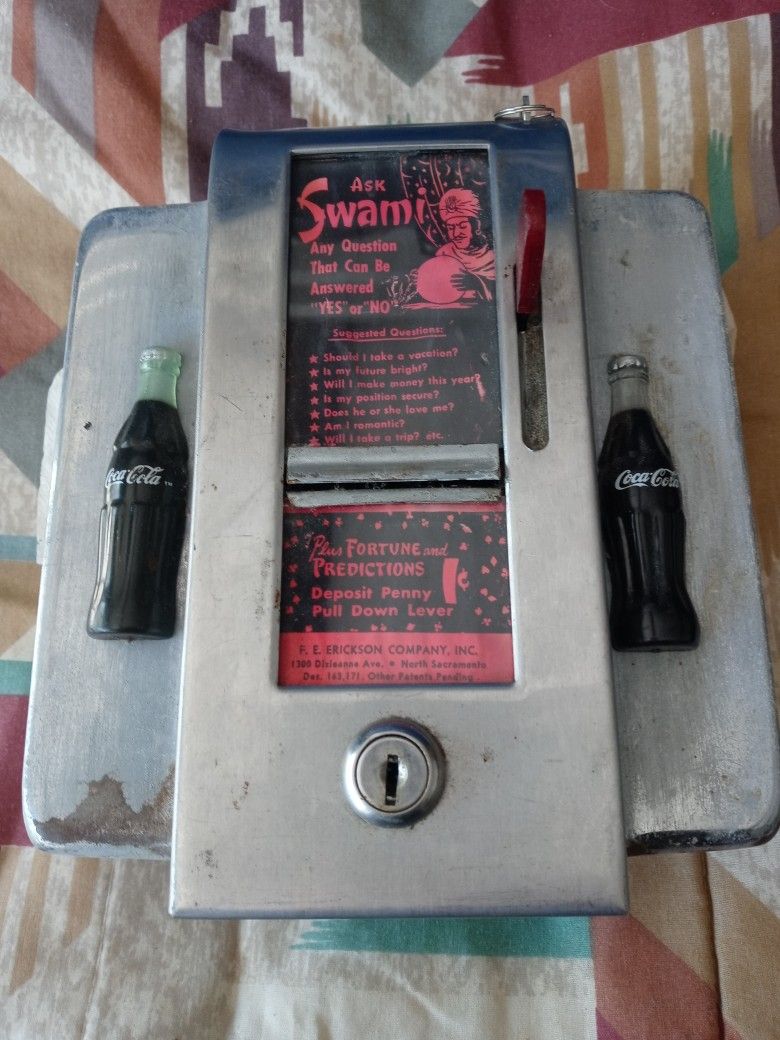 Ask
Swami
Any Question
That Can Be
Answered
"YES" or "NO"
Suggested Questions:
★ Should I take a vacation?
★ Is my future bright?
★ Will I make money this year?
★ Is my position secure?
★ Does he or she love me?
★ Am I romantic?
★ Will I take a trip? etc.
Coca-Cola
Coca-Cola
Plus FORTUNE and
PREDICTIONS
1¢
Deposit Penny
Pull Down Lever
F. E. ERICKSON COMPANY, INC.
1300 Dixieanne Ave. • North Sacramento
Des. 163,171, Other Patents Pending